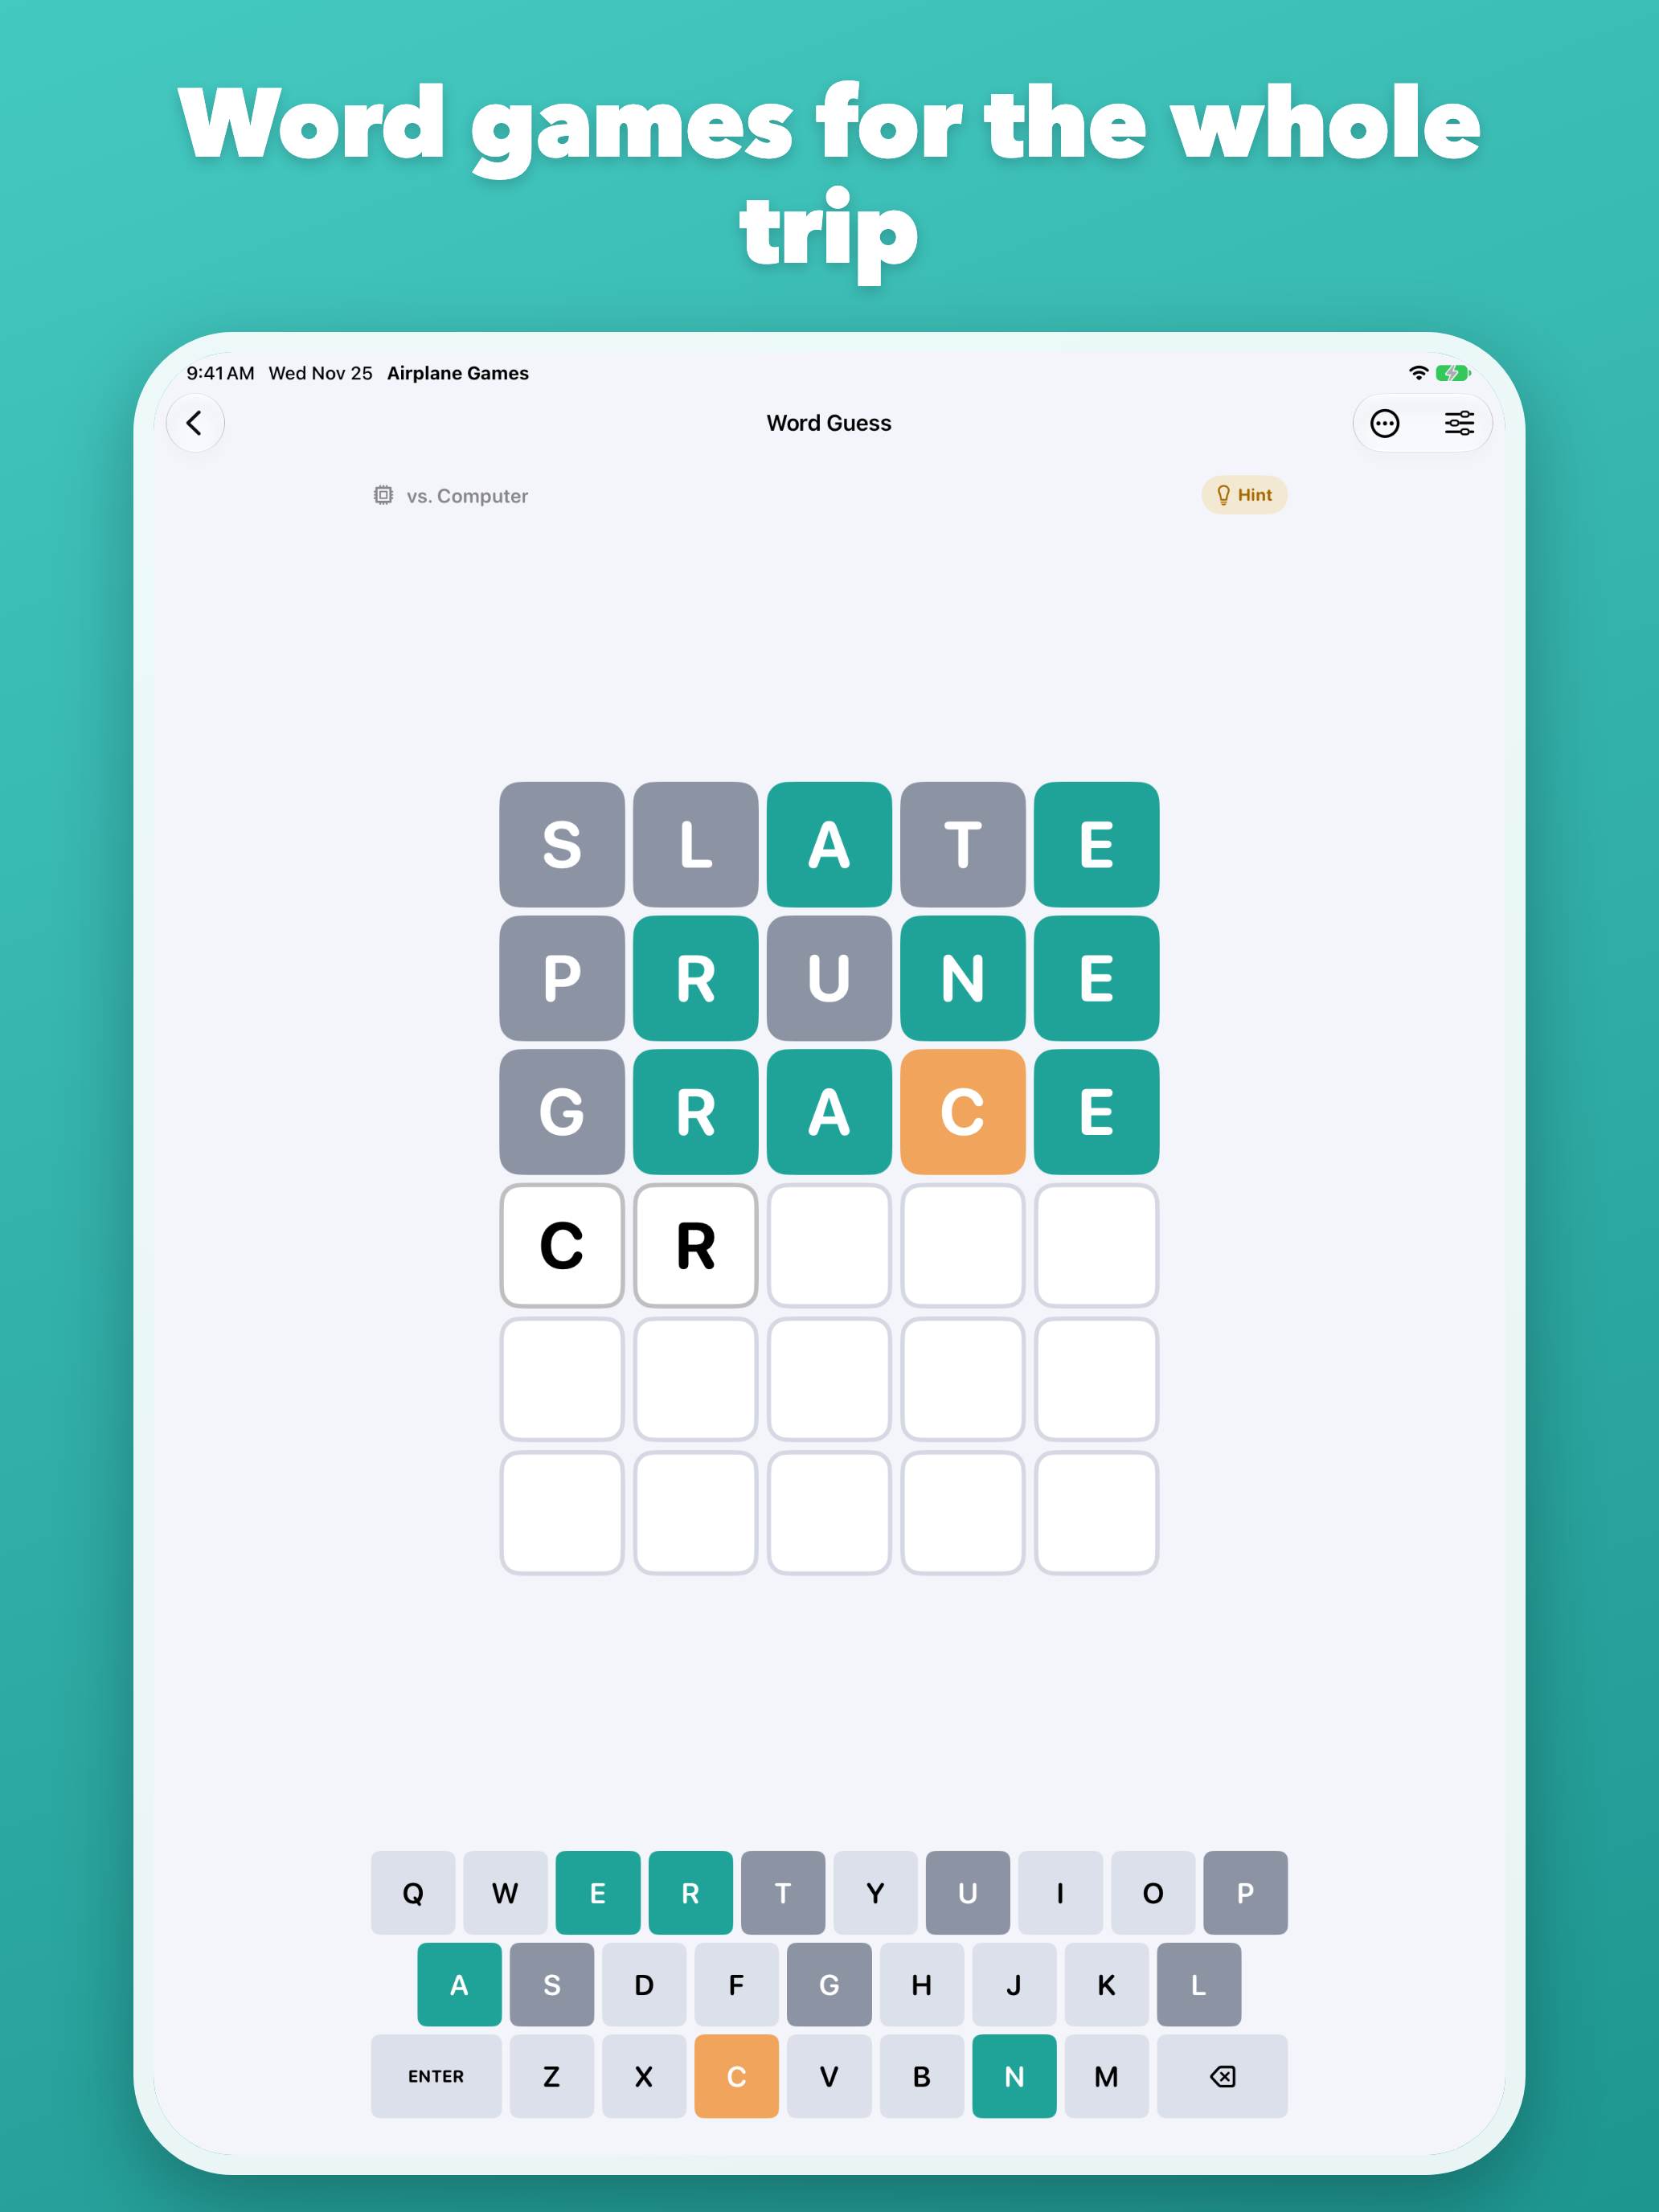 Word games for the whole
trip
9:41 AM Wed Nov 25 Airplane Games
Word Guess
vs. Computer
Hint
S L A T E
P R U N E
G R A C E
C R
Q W E R T Y U I O P
A S D F G H J K L
ENTER Z X C V B N M